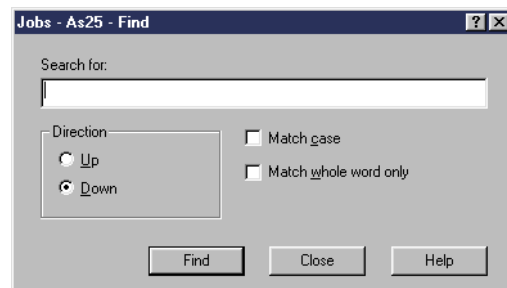 Jobs - As25 - Find
Search for:
Direction
Up
Down
Match case
Match whole word only
Find Close Help